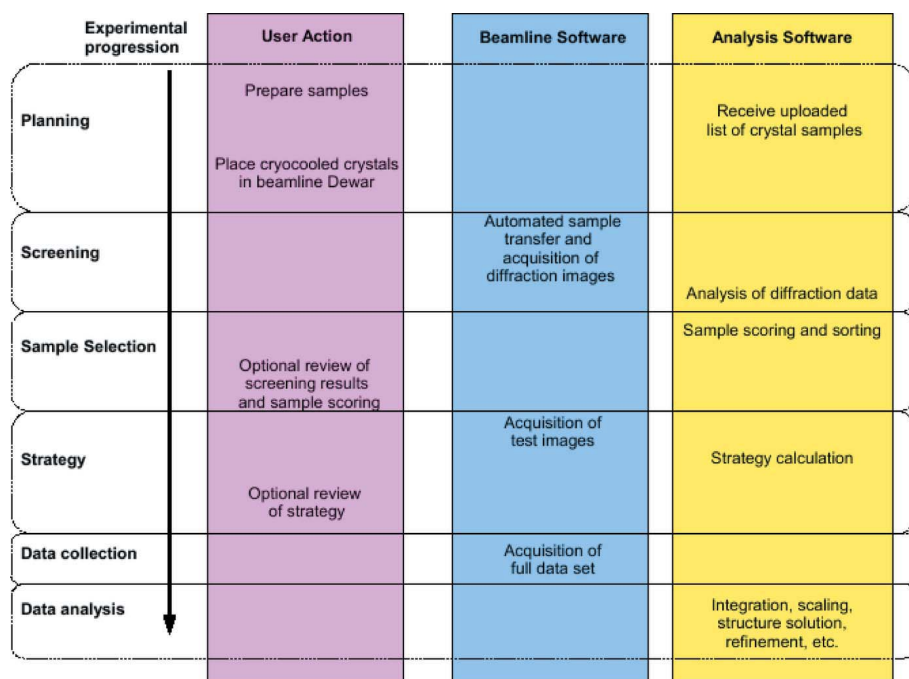 Experimental
progression
User Action
Beamline Software
Analysis Software
Planning
Prepare samples
Receive uploaded
list of crystal samples
Place cryocooled crystals
in beamline Dewar
Screening
Automated sample
transfer and
acquisition of
diffraction images
Analysis of diffraction data
Sample Selection
Sample scoring and sorting
Optional review of
screening results
and sample scoring
Strategy
Acquisition of
test images
Strategy calculation
Optional review
of strategy
Data collection
Acquisition of
full data set
Data analysis
Integration, scaling,
structure solution,
refinement, etc.